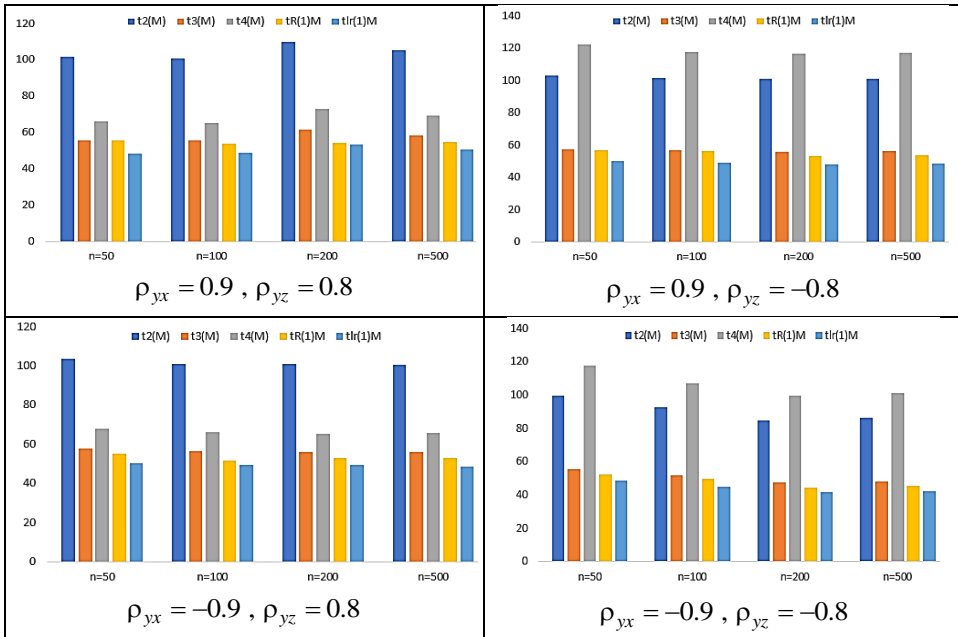 t2(M) t3(M) t4(M) tR(1)M tlr(1)M
120
100
80
60
40
20
0
n=50 n=100 n=200 n=500
ρyx = 0.9 , ρyz = 0.8
t2(M) t3(M) t4(M) tR(1)M tlr(1)M
140
120
100
80
60
40
20
0
n=50 n=100 n=200 n=500
ρyx = 0.9 , ρyz = −0.8
t2(M) t3(M) t4(M) tR(1)M tlr(1)M
120
100
80
60
40
20
0
n=50 n=100 n=200 n=500
ρyx = −0.9 , ρyz = 0.8
t2(M) t3(M) t4(M) tR(1)M tlr(1)M
140
120
100
80
60
40
20
0
n=50 n=100 n=200 n=500
ρyx = −0.9 , ρyz = −0.8